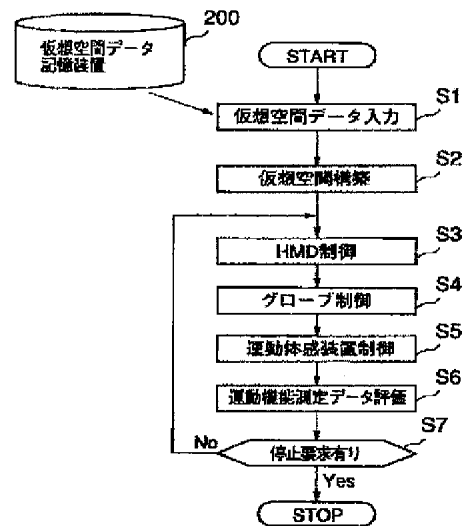 200
仮想空間データ
記憶装置
START
S1
仮想空間データ入力
S2
仮想空間構築
S3
HMD制御
S4
グローブ制御
S5
運動体感装置制御
S6
運動機能測定データ評価
S7
停止要求有り
No
Yes
STOP